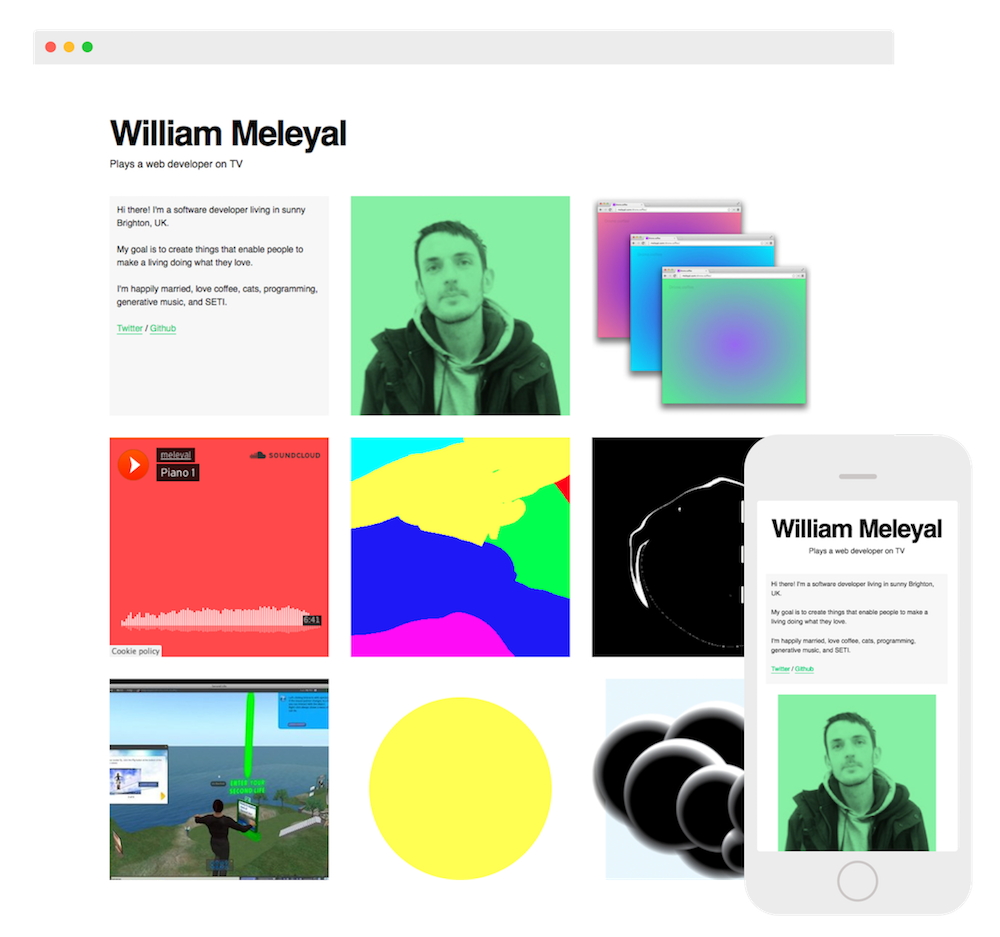 William Meleyal
Plays a web developer on TV
Hi there! I'm a software developer living in sunny
Brighton, UK.
My goal is to create things that enable people to
make a living doing what they love.
I'm happily married, love coffee, cats, programming,
generative music, and SETI.
Twitter / Github
meleyal
SOUNDCLOUD
Piano 1
6:41
Cookie policy
ENTER YOUR
SECOND LIFE
William Meleyal
Plays a web developer on TV
Hi there! I'm a software developer living in sunny Brighton,
UK.
My goal is to create things that enable people to make a
living doing what they love.
I'm happily married, love coffee, cats, programming,
generative music, and SETI.
Twitter / Github